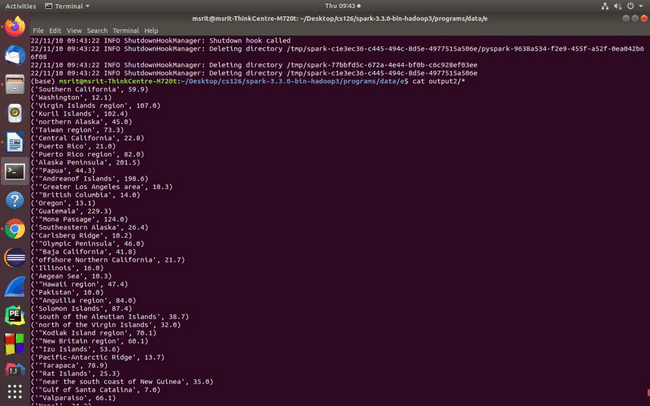 Activities Terminal Thu 09:43
msrit@msrit-ThinkCentre-M720t: ~/Desktop/cs126/spark-3.3.0-bin-hadoop3/programs/data/e
File Edit View Search Terminal Help
22/11/10 09:43:22 INFO ShutdownHookManager: Shutdown hook called
22/11/10 09:43:22 INFO ShutdownHookManager: Deleting directory /tmp/spark-c1e3ec36-c445-494c-8d5e-4977515a506e/pyspark-9638a534-f2e9-455f-a52f-0ea042b6
6f08
22/11/10 09:43:22 INFO ShutdownHookManager: Deleting directory /tmp/spark-77bbfd5c-672a-4e44-bf0b-c6c928ef03ee
22/11/10 09:43:22 INFO ShutdownHookManager: Deleting directory /tmp/spark-c1e3ec36-c445-494c-8d5e-4977515a506e
(base) msrit@msrit-ThinkCentre-M720t:~/Desktop/cs126/spark-3.3.0-bin-hadoop3/programs/data/e$ cat output2/*
('Southern California', 59.9)
('Washington', 12.1)
('Virgin Islands region', 107.0)
('Kuril Islands', 102.4)
('northern Alaska', 45.0)
('Taiwan region', 73.3)
('Central California', 22.8)
('Puerto Rico', 21.0)
('Puerto Rico region', 82.0)
('Alaska Peninsula', 201.5)
('"Papua', 44.3)
('"Andreanof Islands', 198.6)
('"Greater Los Angeles area', 18.3)
('"British Columbia', 14.0)
('Oregon', 13.1)
('Guatemala', 229.3)
('"Mona Passage', 124.0)
('Southeastern Alaska', 26.4)
('Carlsberg Ridge', 10.2)
('"Olympic Peninsula', 46.0)
('"Baja California', 41.8)
('offshore Northern California', 21.7)
('Illinois', 16.0)
('Aegean Sea', 10.3)
('"Hawaii region', 47.4)
('Pakistan', 10.0)
('"Anguilla region', 84.0)
('Solomon Islands', 87.4)
('south of the Aleutian Islands', 38.7)
('north of the Virgin Islands', 32.0)
('"Kodiak Island region', 70.1)
('"New Britain region', 60.1)
('"Izu Islands', 53.6)
('Pacific-Antarctic Ridge', 13.7)
('"Tarapaca', 78.9)
('"Rat Islands', 25.3)
('"near the south coast of New Guinea', 35.0)
('"Gulf of Santa Catalina', 7.0)
('"Valparaiso', 66.1)